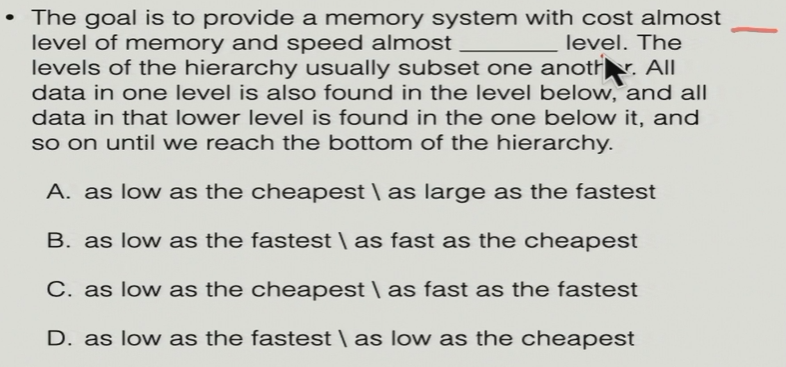 • The goal is to provide a memory system with cost almost ____
level of memory and speed almost ________ level. The
levels of the hierarchy usually subset one another. All
data in one level is also found in the level below, and all
data in that lower level is found in the one below it, and
so on until we reach the bottom of the hierarchy.
A. as low as the cheapest \ as large as the fastest
B. as low as the fastest \ as fast as the cheapest
C. as low as the cheapest \ as fast as the fastest
D. as low as the fastest \ as low as the cheapest